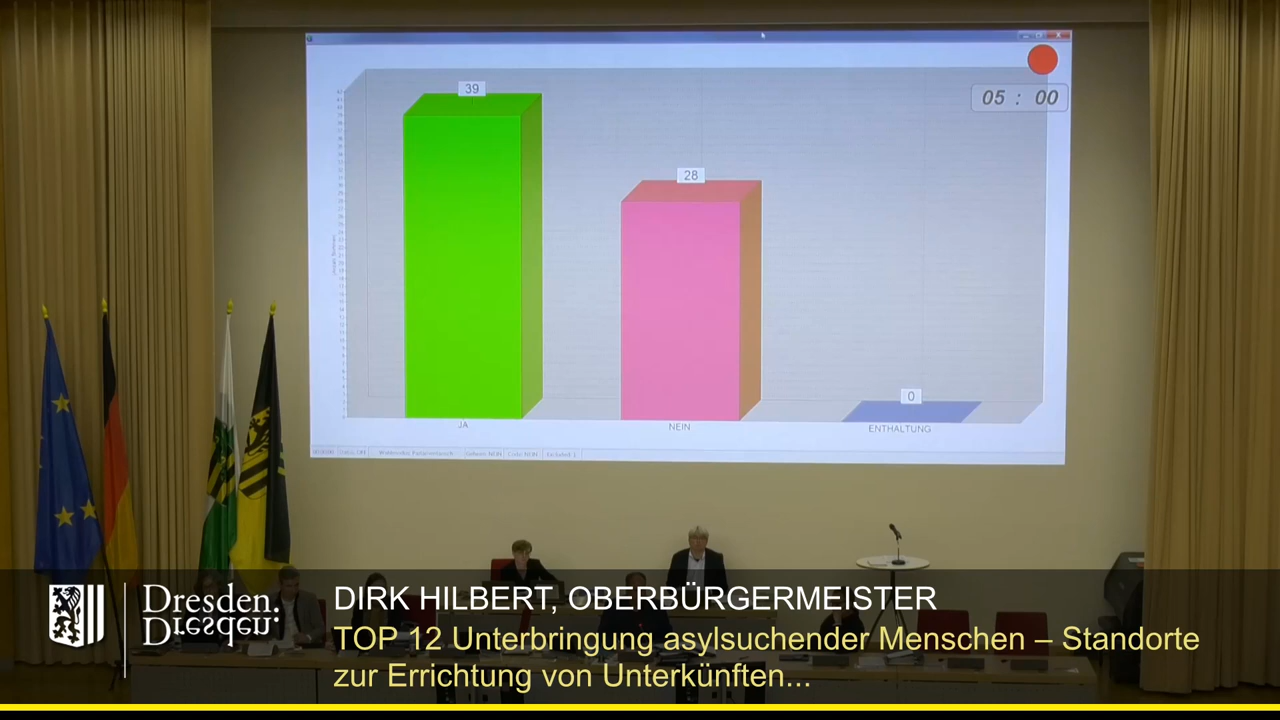 39
05 : 00
28
0
JA
NEIN
ENTHALTUNG
Dresden.
Dresden.
DIRK HILBERT, OBERBÜRGERMEISTER
TOP 12 Unterbringung asylsuchender Menschen – Standorte
zur Errichtung von Unterkünften...